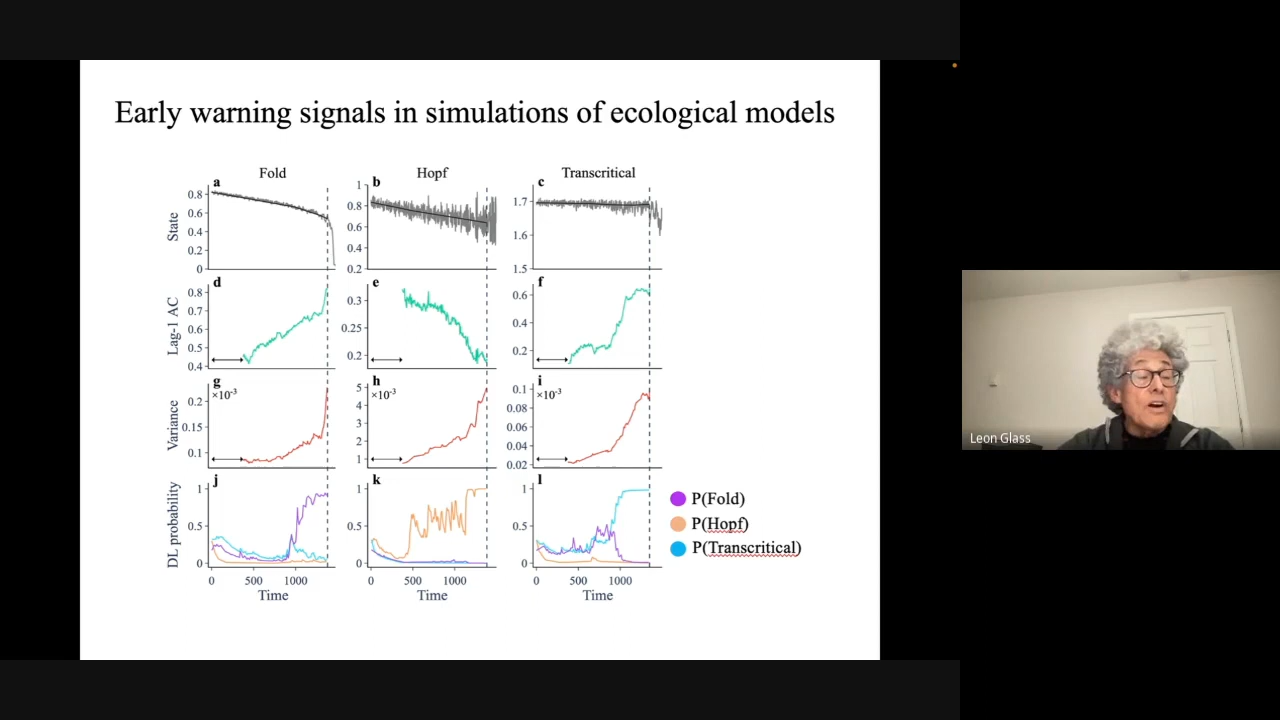 Early warning signals in simulations of ecological models
Fold
Hopf
Transcritical
a
b
c
State
0.8
0.6
0.4
0.2
0
1
0.8
0.6
0.4
0.2
1.7
1.6
1.5
d
e
f
Lag-1 AC
0.8
0.7
0.6
0.5
0.4
0.3
0.25
0.2
0.6
0.4
0.2
g
h
i
×10-3
×10-3
×10-3
Variance
0.2
0.15
0.1
5
4
3
2
1
0.1
0.08
0.06
0.04
0.02
j
k
l
DL probability
1
0.5
0
1
0.5
0
1
0.5
0
0 500 1000
0 500 1000
0 500 1000
Time
Time
Time
P(Fold)
P(Hopf)
P(Transcritical)
Leon Glass